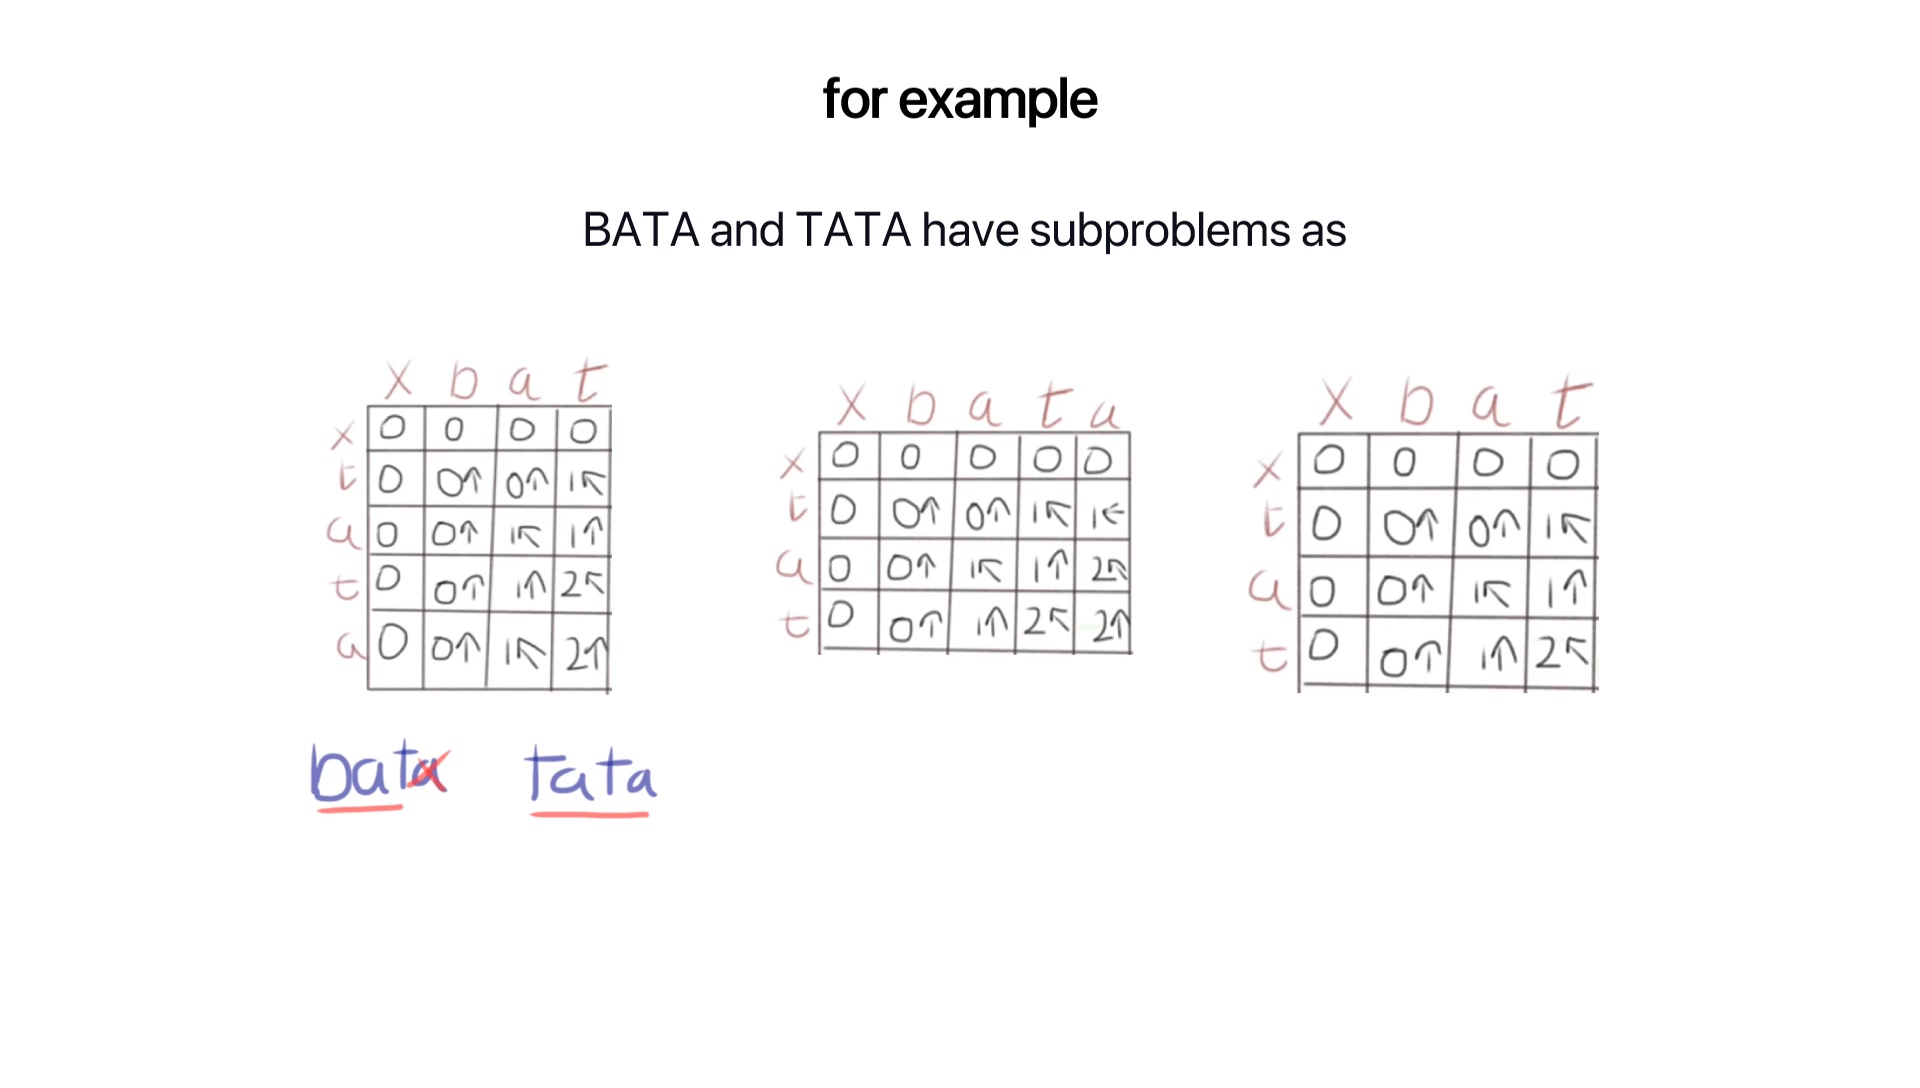 for example
BATA and TATA have subproblems as
x b a t
x 0 0 0 0
t 0 0↑ 0↑ 1↖
a 0 0↑ 1↖ 1↑
t 0 0↑ 1↑ 2↖
a 0 0↑ 1↖ 2↑
x b a t a
x 0 0 0 0 0
t 0 0↑ 0↑ 1↖ 1←
a 0 0↑ 1↖ 1↑ 2↖
t 0 0↑ 1↑ 2↖ 2↑
x b a t
x 0 0 0 0
t 0 0↑ 0↑ 1↖
a 0 0↑ 1↖ 1↑
t 0 0↑ 1↑ 2↖
bata tata